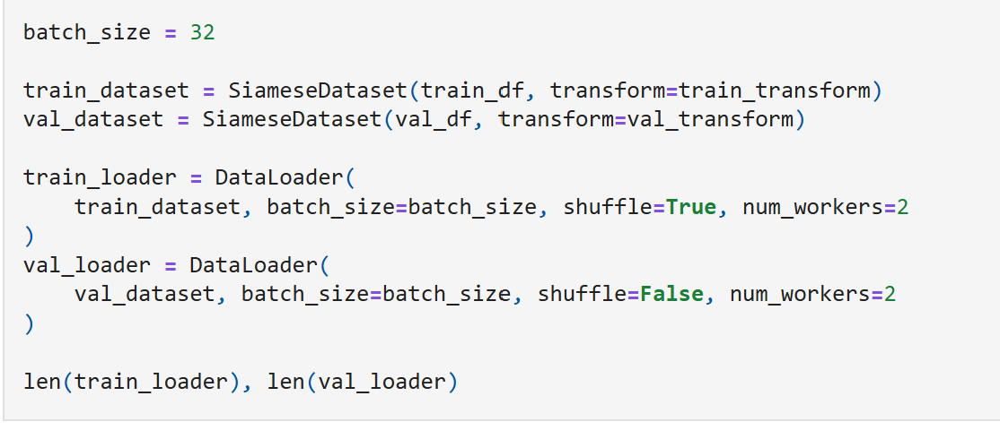 batch_size = 32
train_dataset = SiameseDataset(train_df, transform=train_transform)
val_dataset = SiameseDataset(val_df, transform=val_transform)
train_loader = DataLoader(
    train_dataset, batch_size=batch_size, shuffle=True, num_workers=2
)
val_loader = DataLoader(
    val_dataset, batch_size=batch_size, shuffle=False, num_workers=2
)
len(train_loader), len(val_loader)